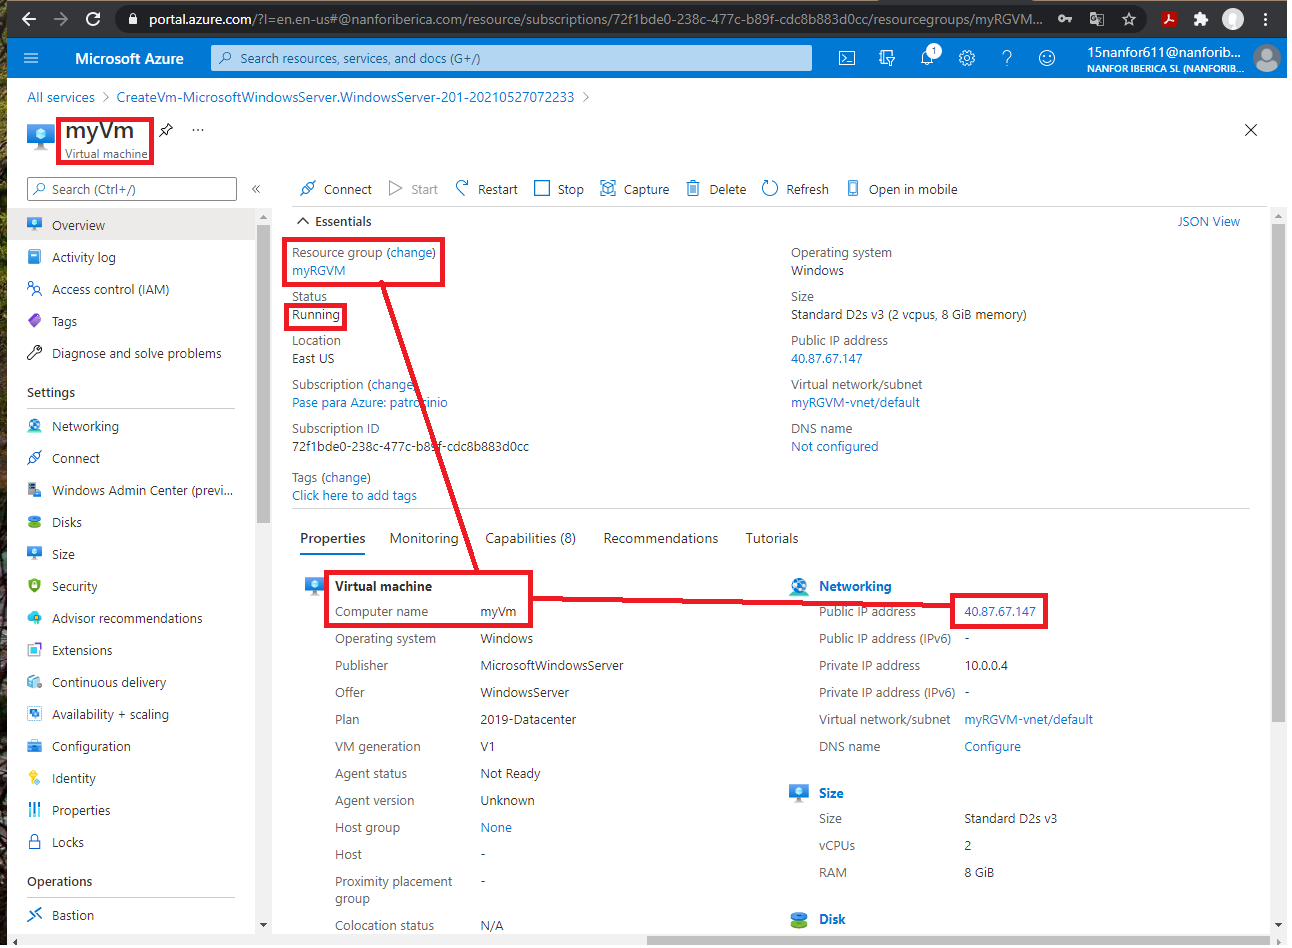 portal.azure.com/?l=en.en-us#@nanforiberica.com/resource/subscriptions/72f1bde0-238c-477c-b89f-cdc8b883d0cc/resourcegroups/myRGVM...
Microsoft Azure
Search resources, services, and docs (G+/)
1
15nanfor611@nanforib...
NANFOR IBERICA SL (NANFORIB...
All services > CreateVm-MicrosoftWindowsServer.WindowsServer-201-20210527072233 >
myVm
...
Virtual machine
Search (Ctrl+/)
«
Connect
Start
Restart
Stop
Capture
Delete
Refresh
Open in mobile
Overview
Activity log
Access control (IAM)
Tags
Diagnose and solve problems
Settings
Networking
Connect
Windows Admin Center (previ...
Disks
Size
Security
Advisor recommendations
Extensions
Continuous delivery
Availability + scaling
Configuration
Identity
Properties
Locks
Operations
Bastion
Essentials
JSON View
Resource group (change)
myRGVM
Status
Running
Location
East US
Subscription (change)
Pase para Azure: patrocinio
Subscription ID
72f1bde0-238c-477c-b89f-cdc8b883d0cc
Tags (change)
Click here to add tags
Operating system
Windows
Size
Standard D2s v3 (2 vcpus, 8 GiB memory)
Public IP address
40.87.67.147
Virtual network/subnet
myRGVM-vnet/default
DNS name
Not configured
Properties
Monitoring
Capabilities (8)
Recommendations
Tutorials
Virtual machine
Computer name myVm
Operating system Windows
Publisher MicrosoftWindowsServer
Offer WindowsServer
Plan 2019-Datacenter
VM generation V1
Agent status Not Ready
Agent version Unknown
Host group None
Host -
Proximity placement -
group
Colocation status N/A
Networking
Public IP address 40.87.67.147
Public IP address (IPv6) -
Private IP address 10.0.0.4
Private IP address (IPv6) -
Virtual network/subnet myRGVM-vnet/default
DNS name Configure
Size
Size Standard D2s v3
vCPUs 2
RAM 8 GiB
Disk